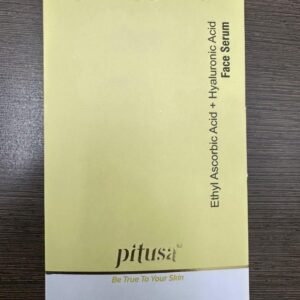 Ethyl Ascorbic Acid + Hyaluronic Acid
Face Serum
pitusa
Be True To Your Skin